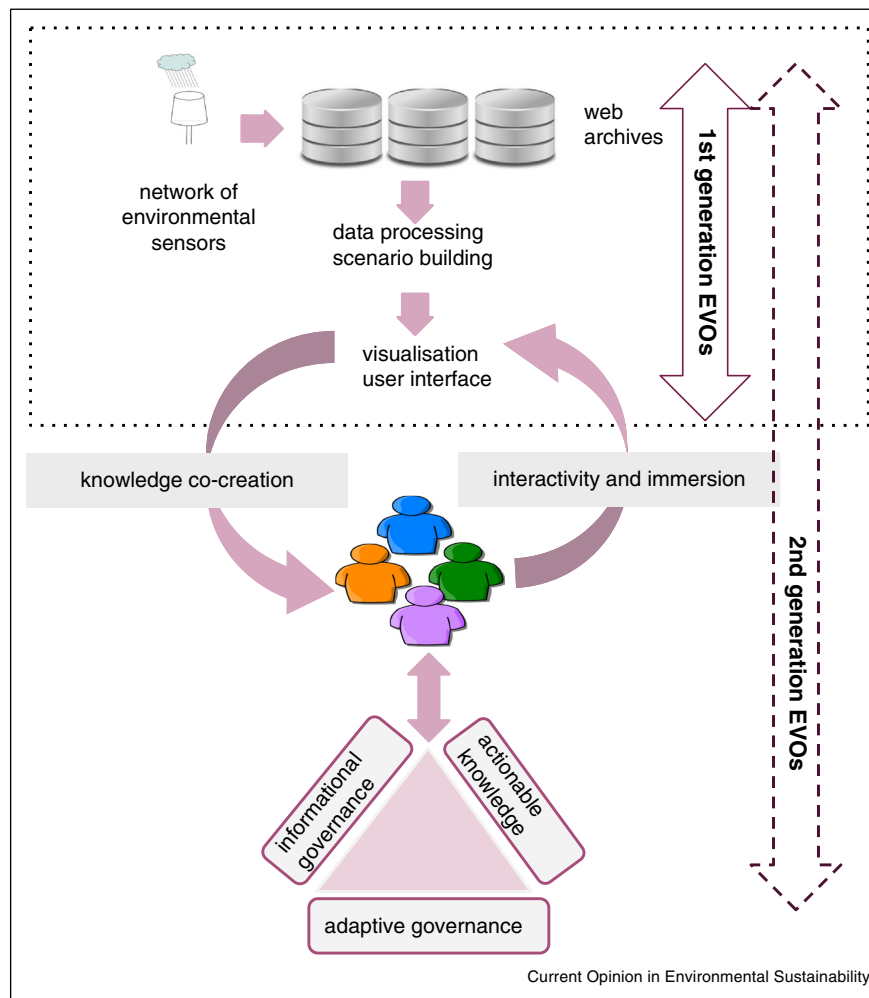 network of
environmental
sensors
web
archives
data processing
scenario building
visualisation
user interface
1st generation EVOs
knowledge co-creation
interactivity and immersion
2nd generation EVOs
informational
governance
actionable
knowledge
adaptive governance
Current Opinion in Environmental Sustainability